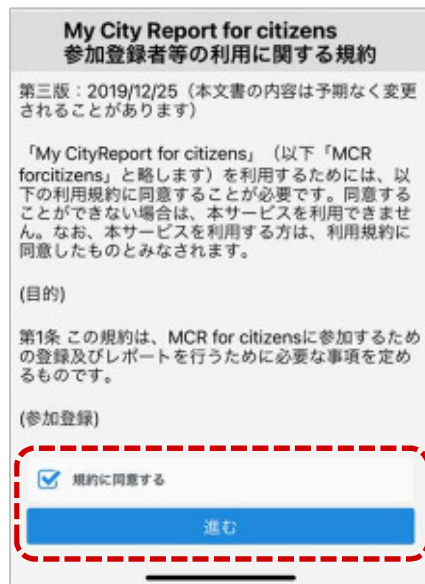 My City Report for citizens
参加登録者等の利用に関する規約
第三版：2019/12/25（本文書の内容は予期なく変更
されることがあります）
「My CityReport for citizens」（以下「MCR
forcitizens」と略します）を利用するためには、以
下の利用規約に同意することが必要です。同意する
ことができない場合は、本サービスを利用できませ
ん。なお、本サービスを利用する方は、利用規約に
同意したものとみなされます。
(目的)
第1条 この規約は、MCR for citizensに参加するため
の登録及びレポートを行うために必要な事項を定め
るものです。
(参加登録)
規約に同意する
進む